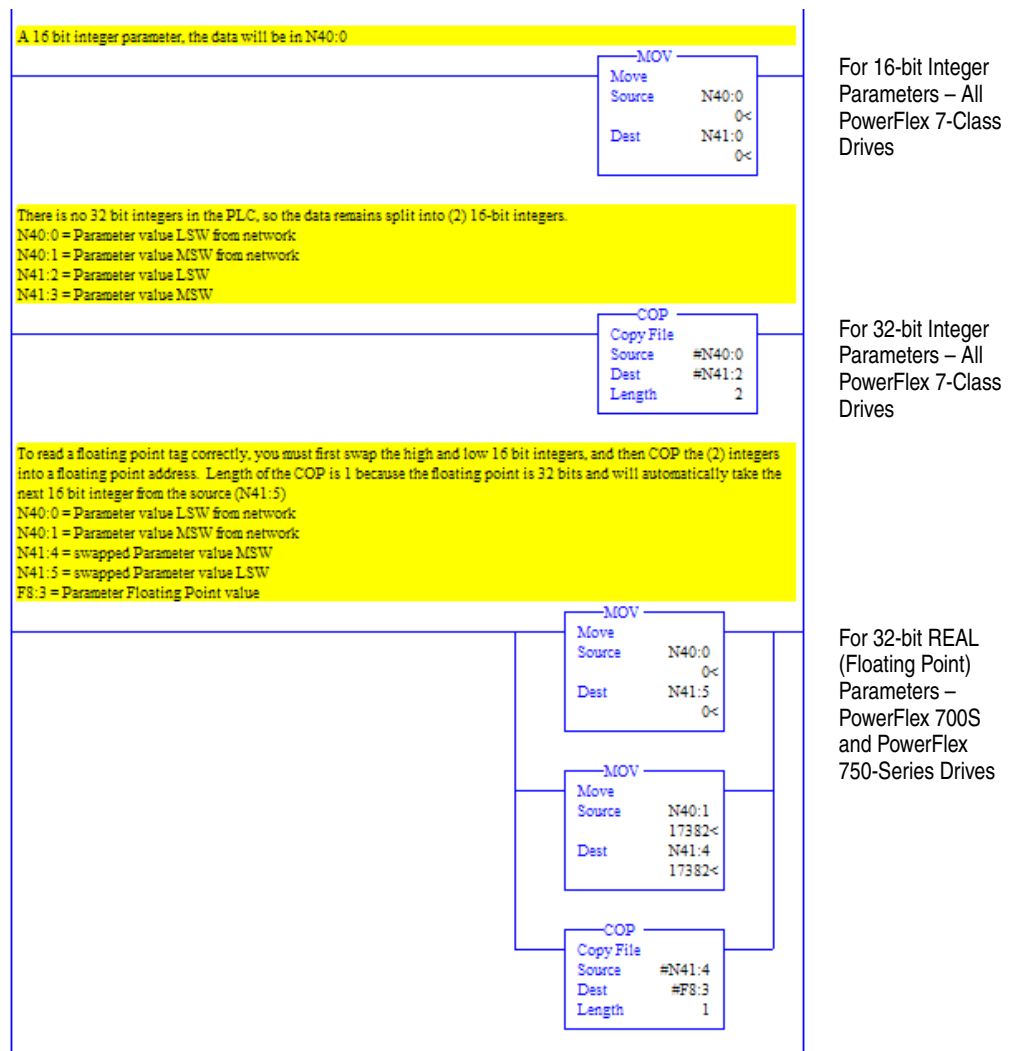 A 16 bit integer parameter, the data will be in N40:0
MOV
Move
Source N40:0
0<
Dest N41:0
0<
For 16-bit Integer
Parameters – All
PowerFlex 7-Class
Drives
There is no 32 bit integers in the PLC, so the data remains split into (2) 16-bit integers.
N40:0 = Parameter value LSW from network
N40:1 = Parameter value MSW from network
N41:2 = Parameter value LSW
N41:3 = Parameter value MSW
COP
Copy File
Source #N40:0
Dest #N41:2
Length 2
For 32-bit Integer
Parameters – All
PowerFlex 7-Class
Drives
To read a floating point tag correctly, you must first swap the high and low 16 bit integers, and then COP the (2) integers
into a floating point address. Length of the COP is 1 because the floating point is 32 bits and will automatically take the
next 16 bit integer from the source (N41:5)
N40:0 = Parameter value LSW from network
N40:1 = Parameter value MSW from network
N41:4 = swapped Parameter value MSW
N41:5 = swapped Parameter value LSW
F8:3 = Parameter Floating Point value
MOV
Move
Source N40:0
0<
Dest N41:5
0<
For 32-bit REAL
(Floating Point)
Parameters –
PowerFlex 700S
and PowerFlex
750-Series Drives
MOV
Move
Source N40:1
17382<
Dest N41:4
17382<
COP
Copy File
Source #N41:4
Dest #F8:3
Length 1